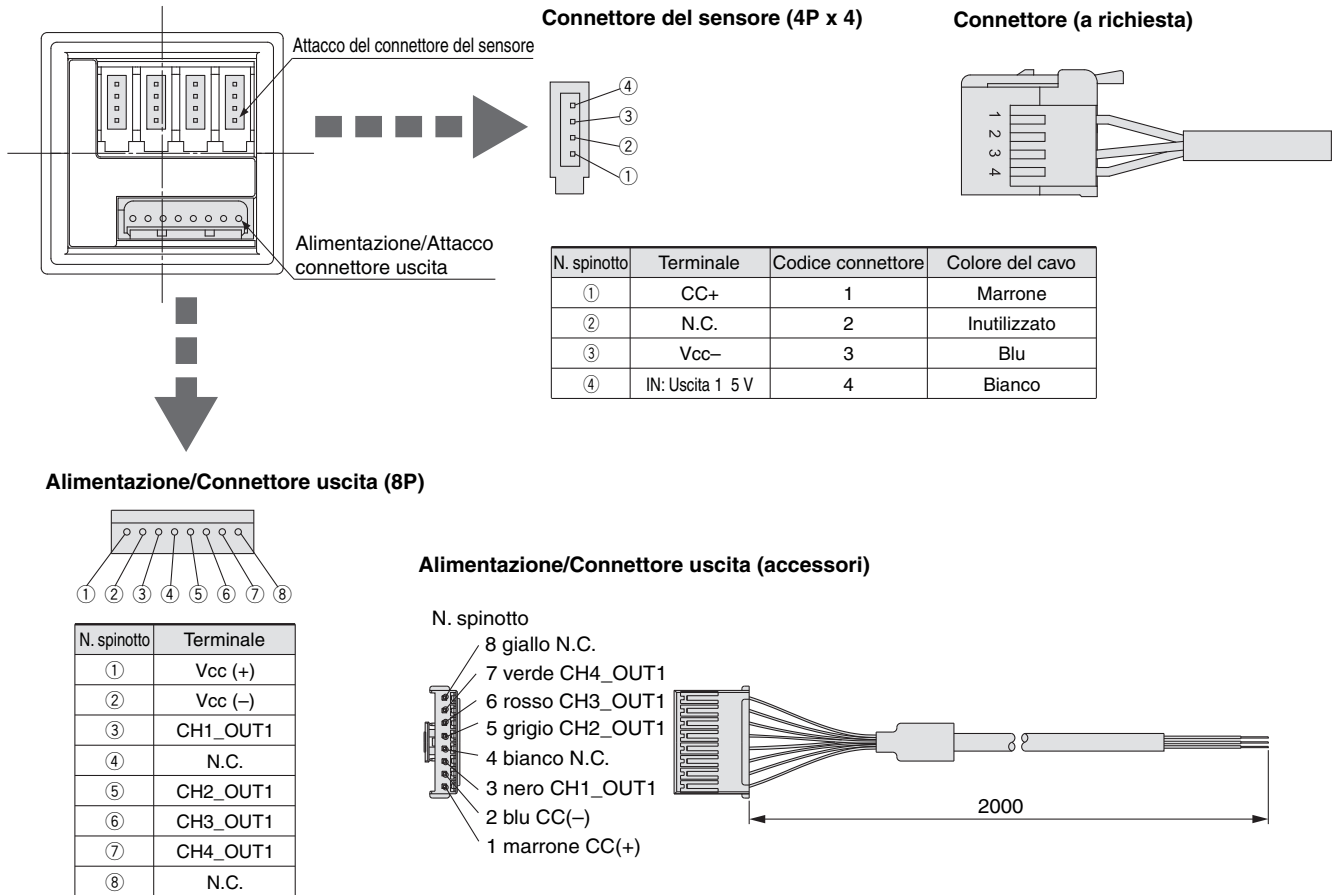 Connettore del sensore (4P x 4)
Connettore (a richiesta)
Attacco del connettore del sensore
④
③
②
①
1
2
3
4
Alimentazione/Attacco
connettore uscita
N. spinotto Terminale Codice connettore Colore del cavo
① CC+ 1 Marrone
② N.C. 2 Inutilizzato
③ Vcc– 3 Blu
④ IN: Uscita 1 5 V 4 Bianco
Alimentazione/Connettore uscita (8P)
① ② ③ ④ ⑤ ⑥ ⑦ ⑧
N. spinotto Terminale
① Vcc (+)
② Vcc (–)
③ CH1_OUT1
④ N.C.
⑤ CH2_OUT1
⑥ CH3_OUT1
⑦ CH4_OUT1
⑧ N.C.
Alimentazione/Connettore uscita (accessori)
N. spinotto
8 giallo N.C.
7 verde CH4_OUT1
6 rosso CH3_OUT1
5 grigio CH2_OUT1
4 bianco N.C.
3 nero CH1_OUT1
2 blu CC(–)
1 marrone CC(+)
2000